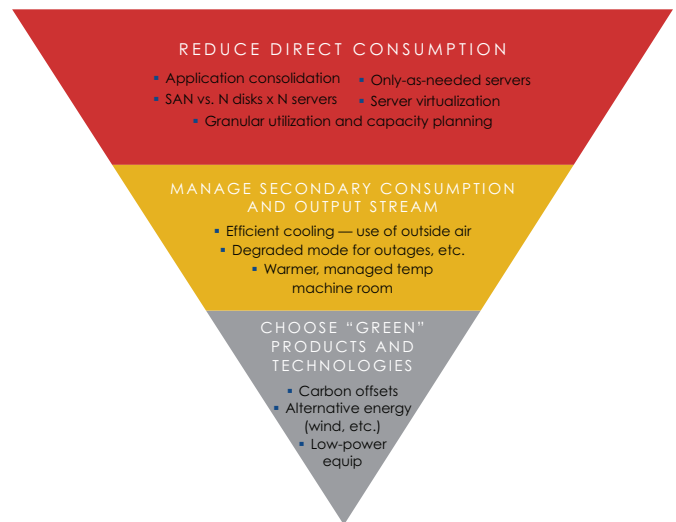 REDUCE DIRECT CONSUMPTION
▪ Application consolidation ▪ Only-as-needed servers
▪ SAN vs. N disks x N servers ▪ Server virtualization
▪ Granular utilization and capacity planning
MANAGE SECONDARY CONSUMPTION
AND OUTPUT STREAM
▪ Efficient cooling — use of outside air
▪ Degraded mode for outages, etc.
▪ Warmer, managed temp
machine room
CHOOSE “GREEN”
PRODUCTS AND
TECHNOLOGIES
▪ Carbon offsets
▪ Alternative energy
(wind, etc.)
▪ Low-power
equip